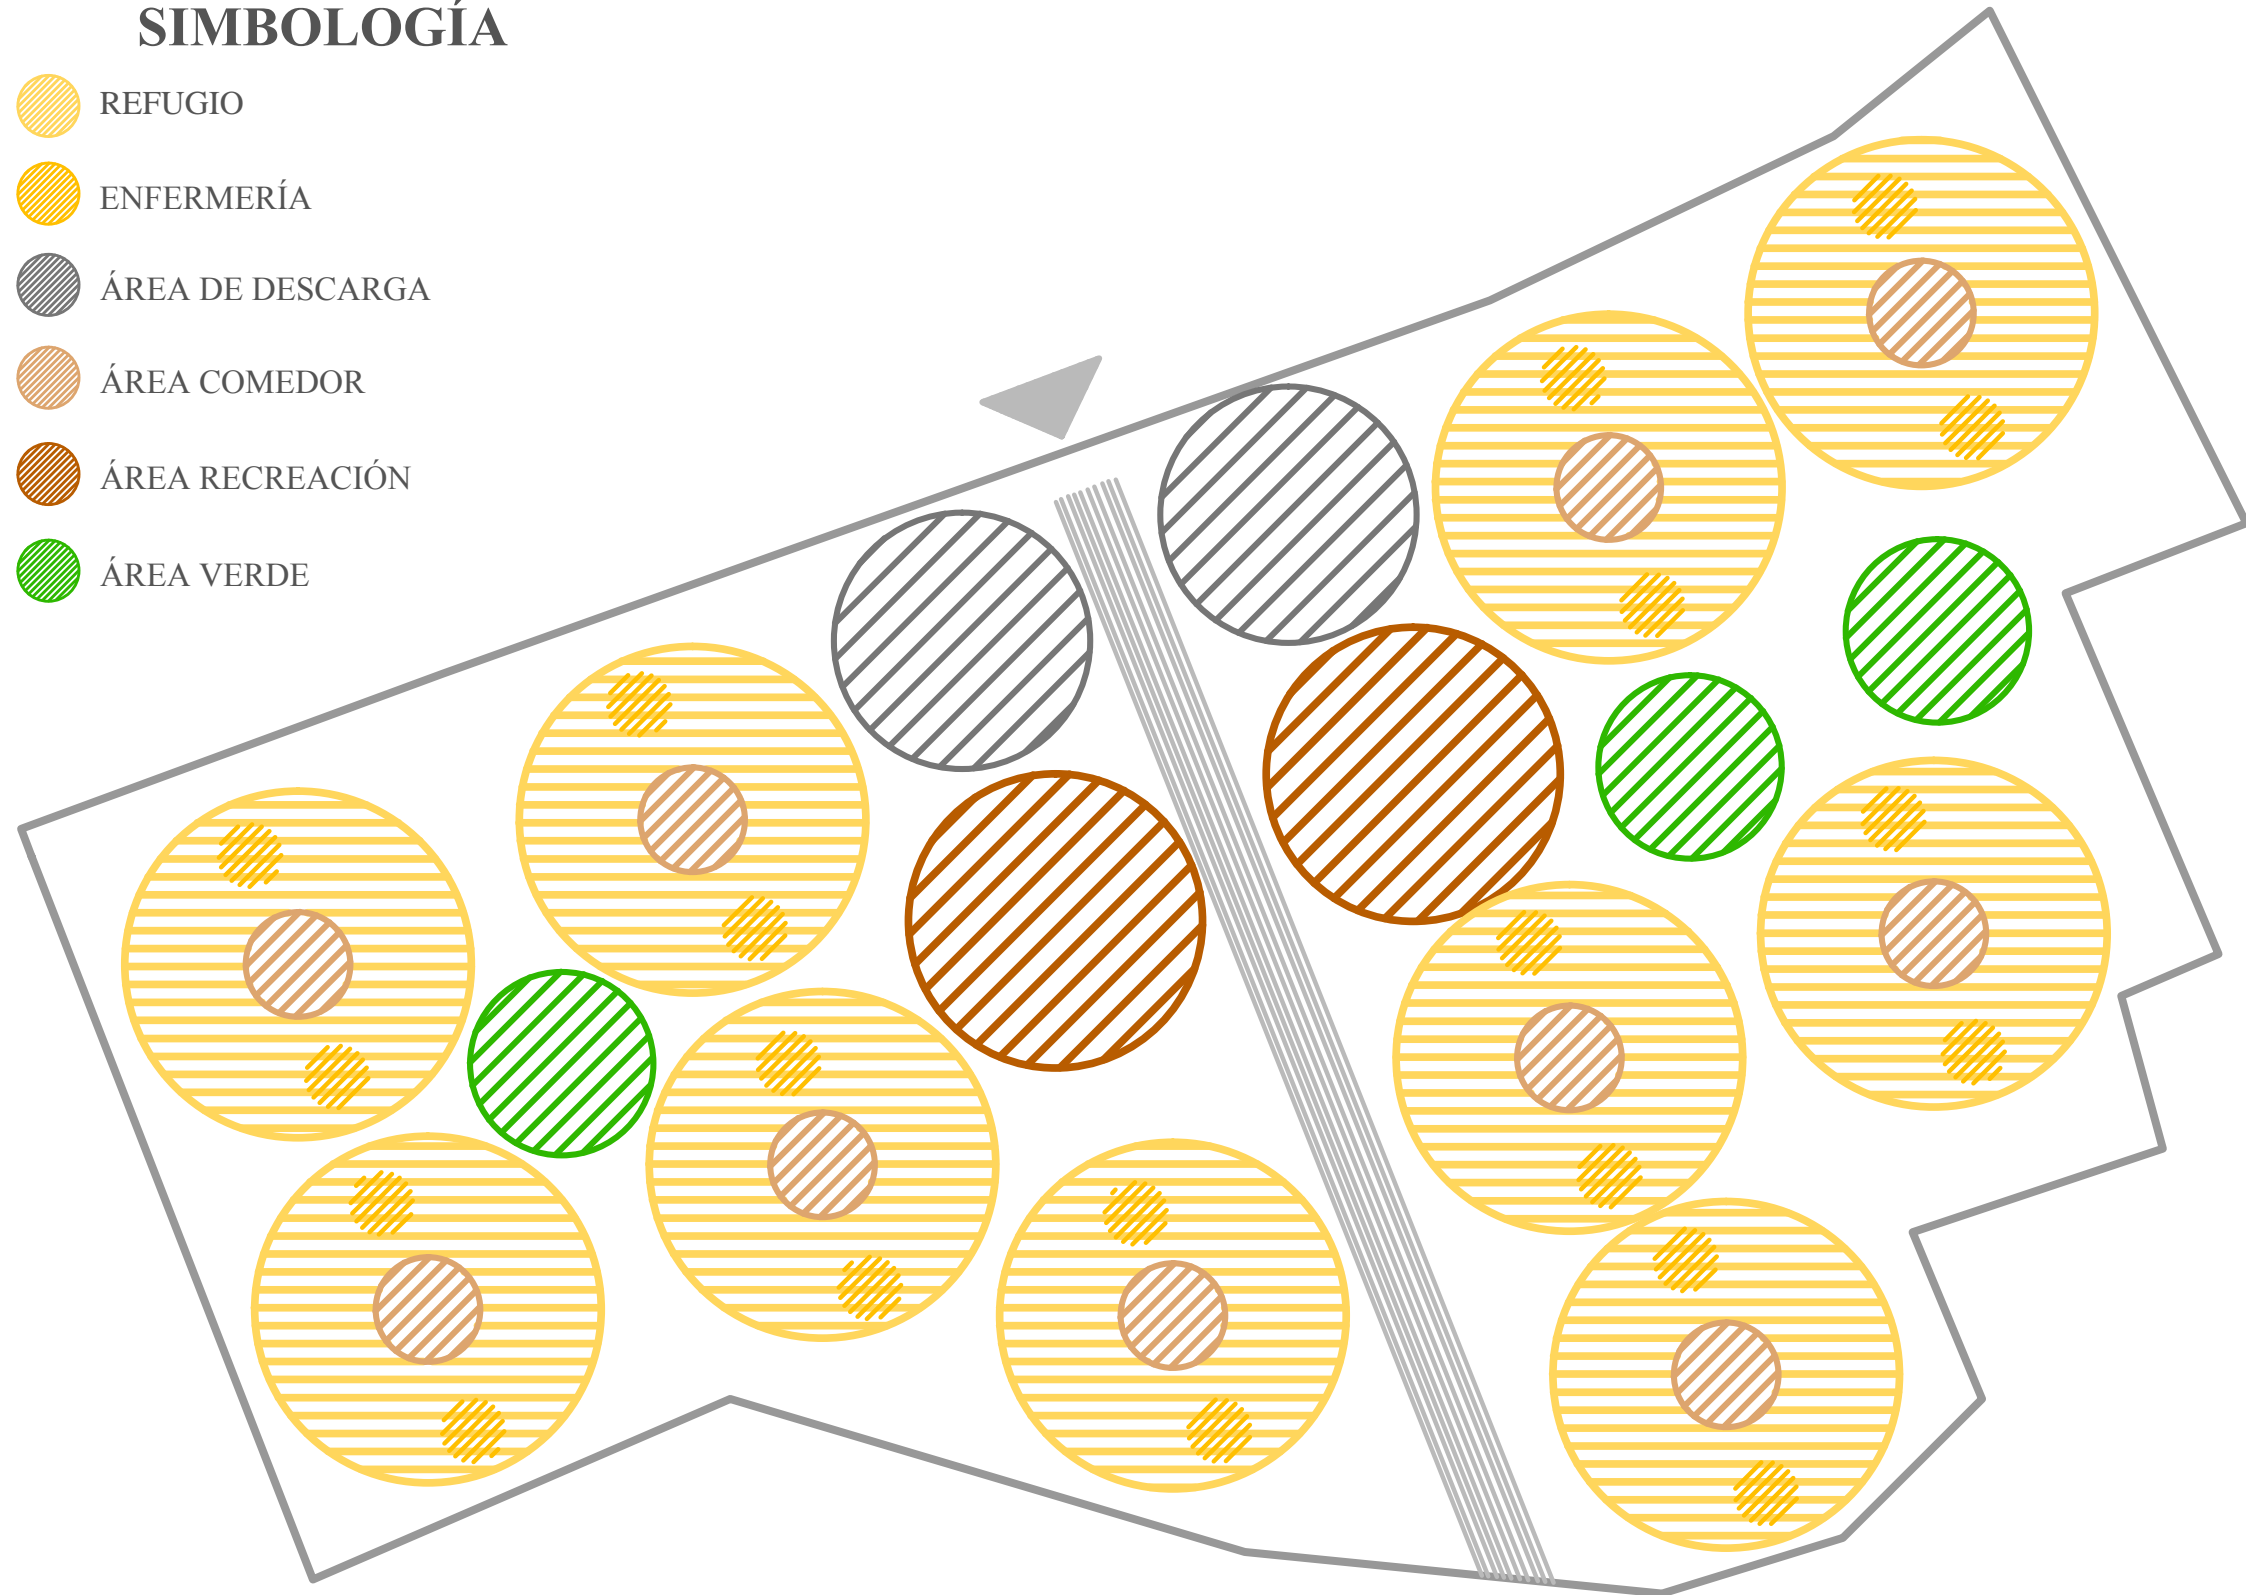 SIMBOLOGÍA
REFUGIO
ENFERMERÍA
ÁREA DE DESCARGA
ÁREA COMEDOR
ÁREA RECREACIÓN
ÁREA VERDE